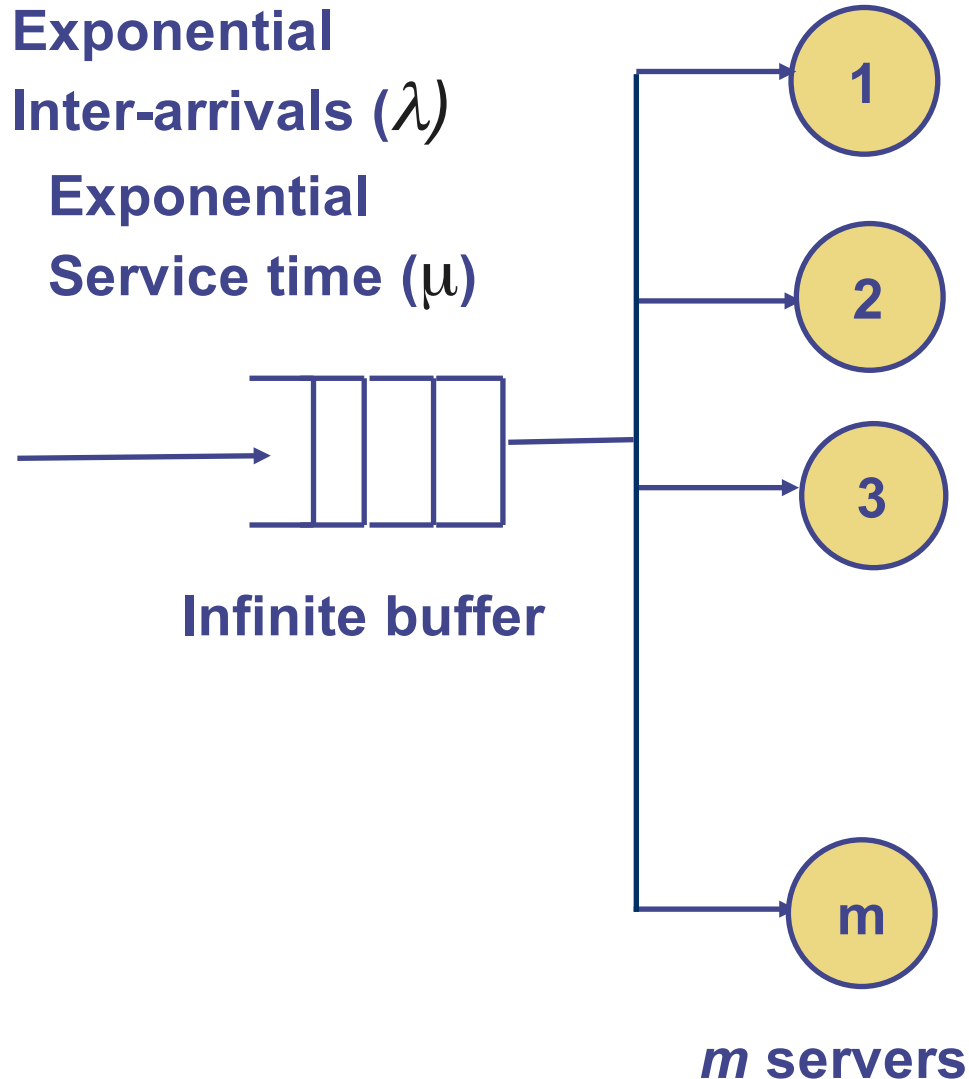 Exponential
Inter-arrivals (λ)
Exponential
Service time (μ)
1
2
3
Infinite buffer
m
m servers